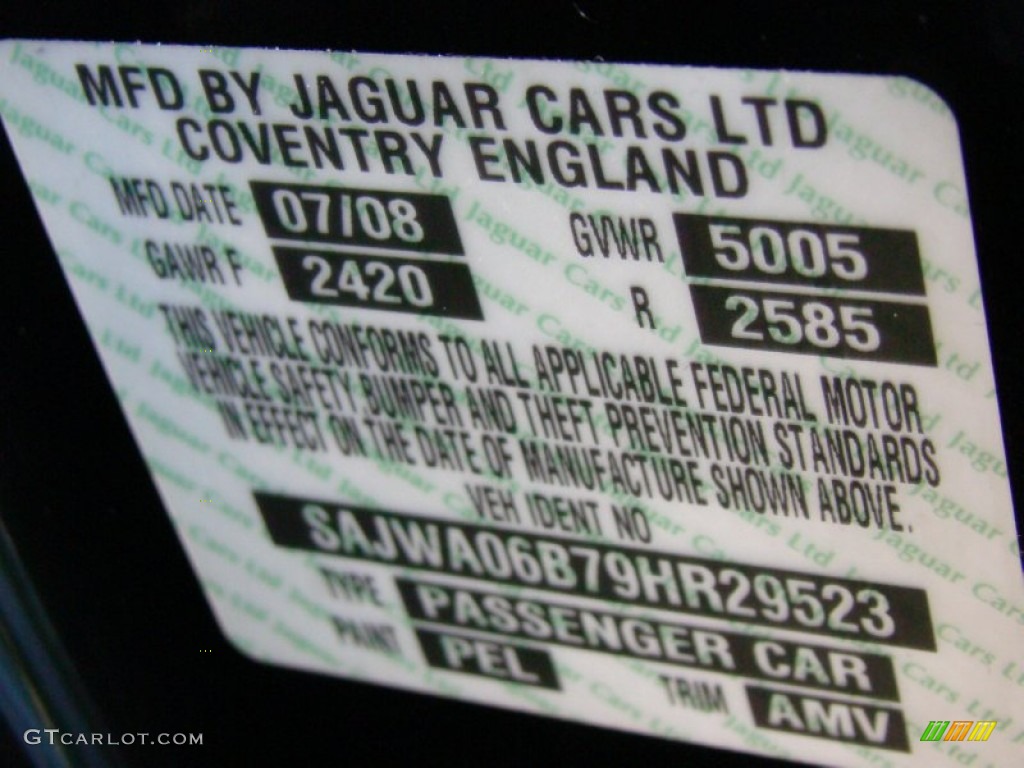 MFD BY JAGUAR CARS LTD
COVENTRY ENGLAND
MFD DATE 07/08 GVWR 5005
GAWR F 2420 R 2585
THIS VEHICLE CONFORMS TO ALL APPLICABLE FEDERAL MOTOR
VEHICLE SAFETY BUMPER AND THEFT PREVENTION STANDARDS
IN EFFECT ON THE DATE OF MANUFACTURE SHOWN ABOVE.
VEH IDENT NO
SAJWA06B79HR29523
TYPE PASSENGER CAR
PAINT PEL TRIM AMV
GTCARLOT.COM